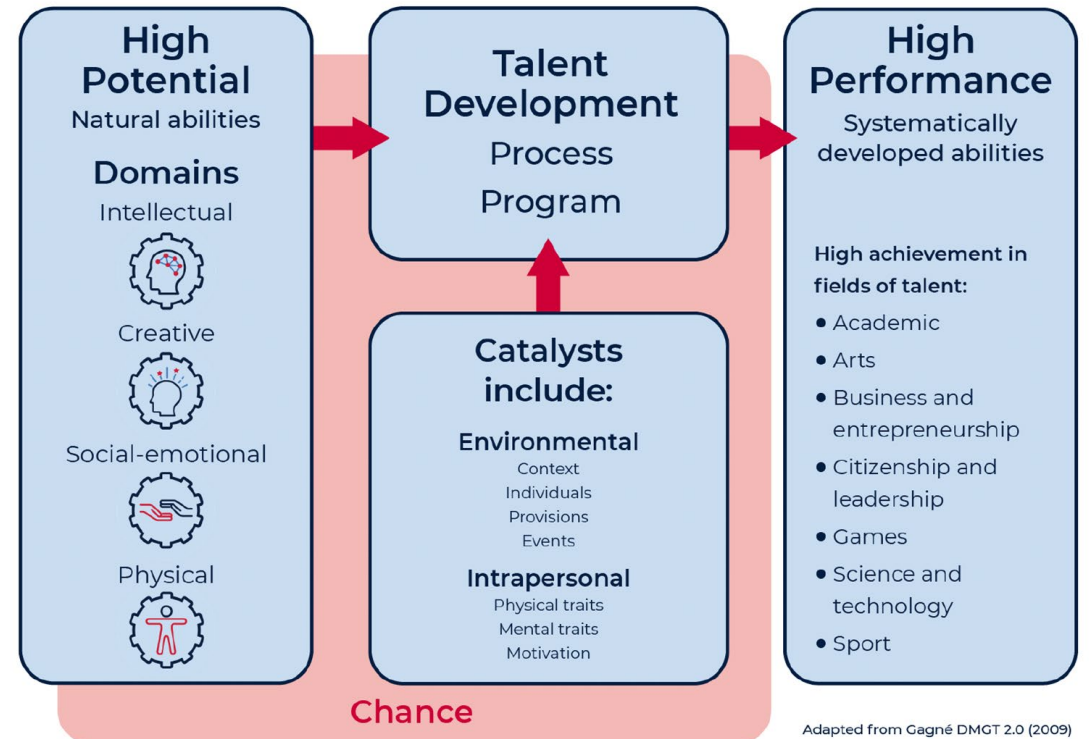 High
Potential
Natural abilities
Domains
Intellectual
Creative
Social-emotional
Physical
Talent
Development
Process
Program
Catalysts
include:
Environmental
Context
Individuals
Provisions
Events
Intrapersonal
Physical traits
Mental traits
Motivation
High
Performance
Systematically
developed abilities
High achievement in
fields of talent:
• Academic
• Arts
• Business and
entrepreneurship
• Citizenship and
leadership
• Games
• Science and
technology
• Sport
Chance
Adapted from Gagné DMGT 2.0 (2009)